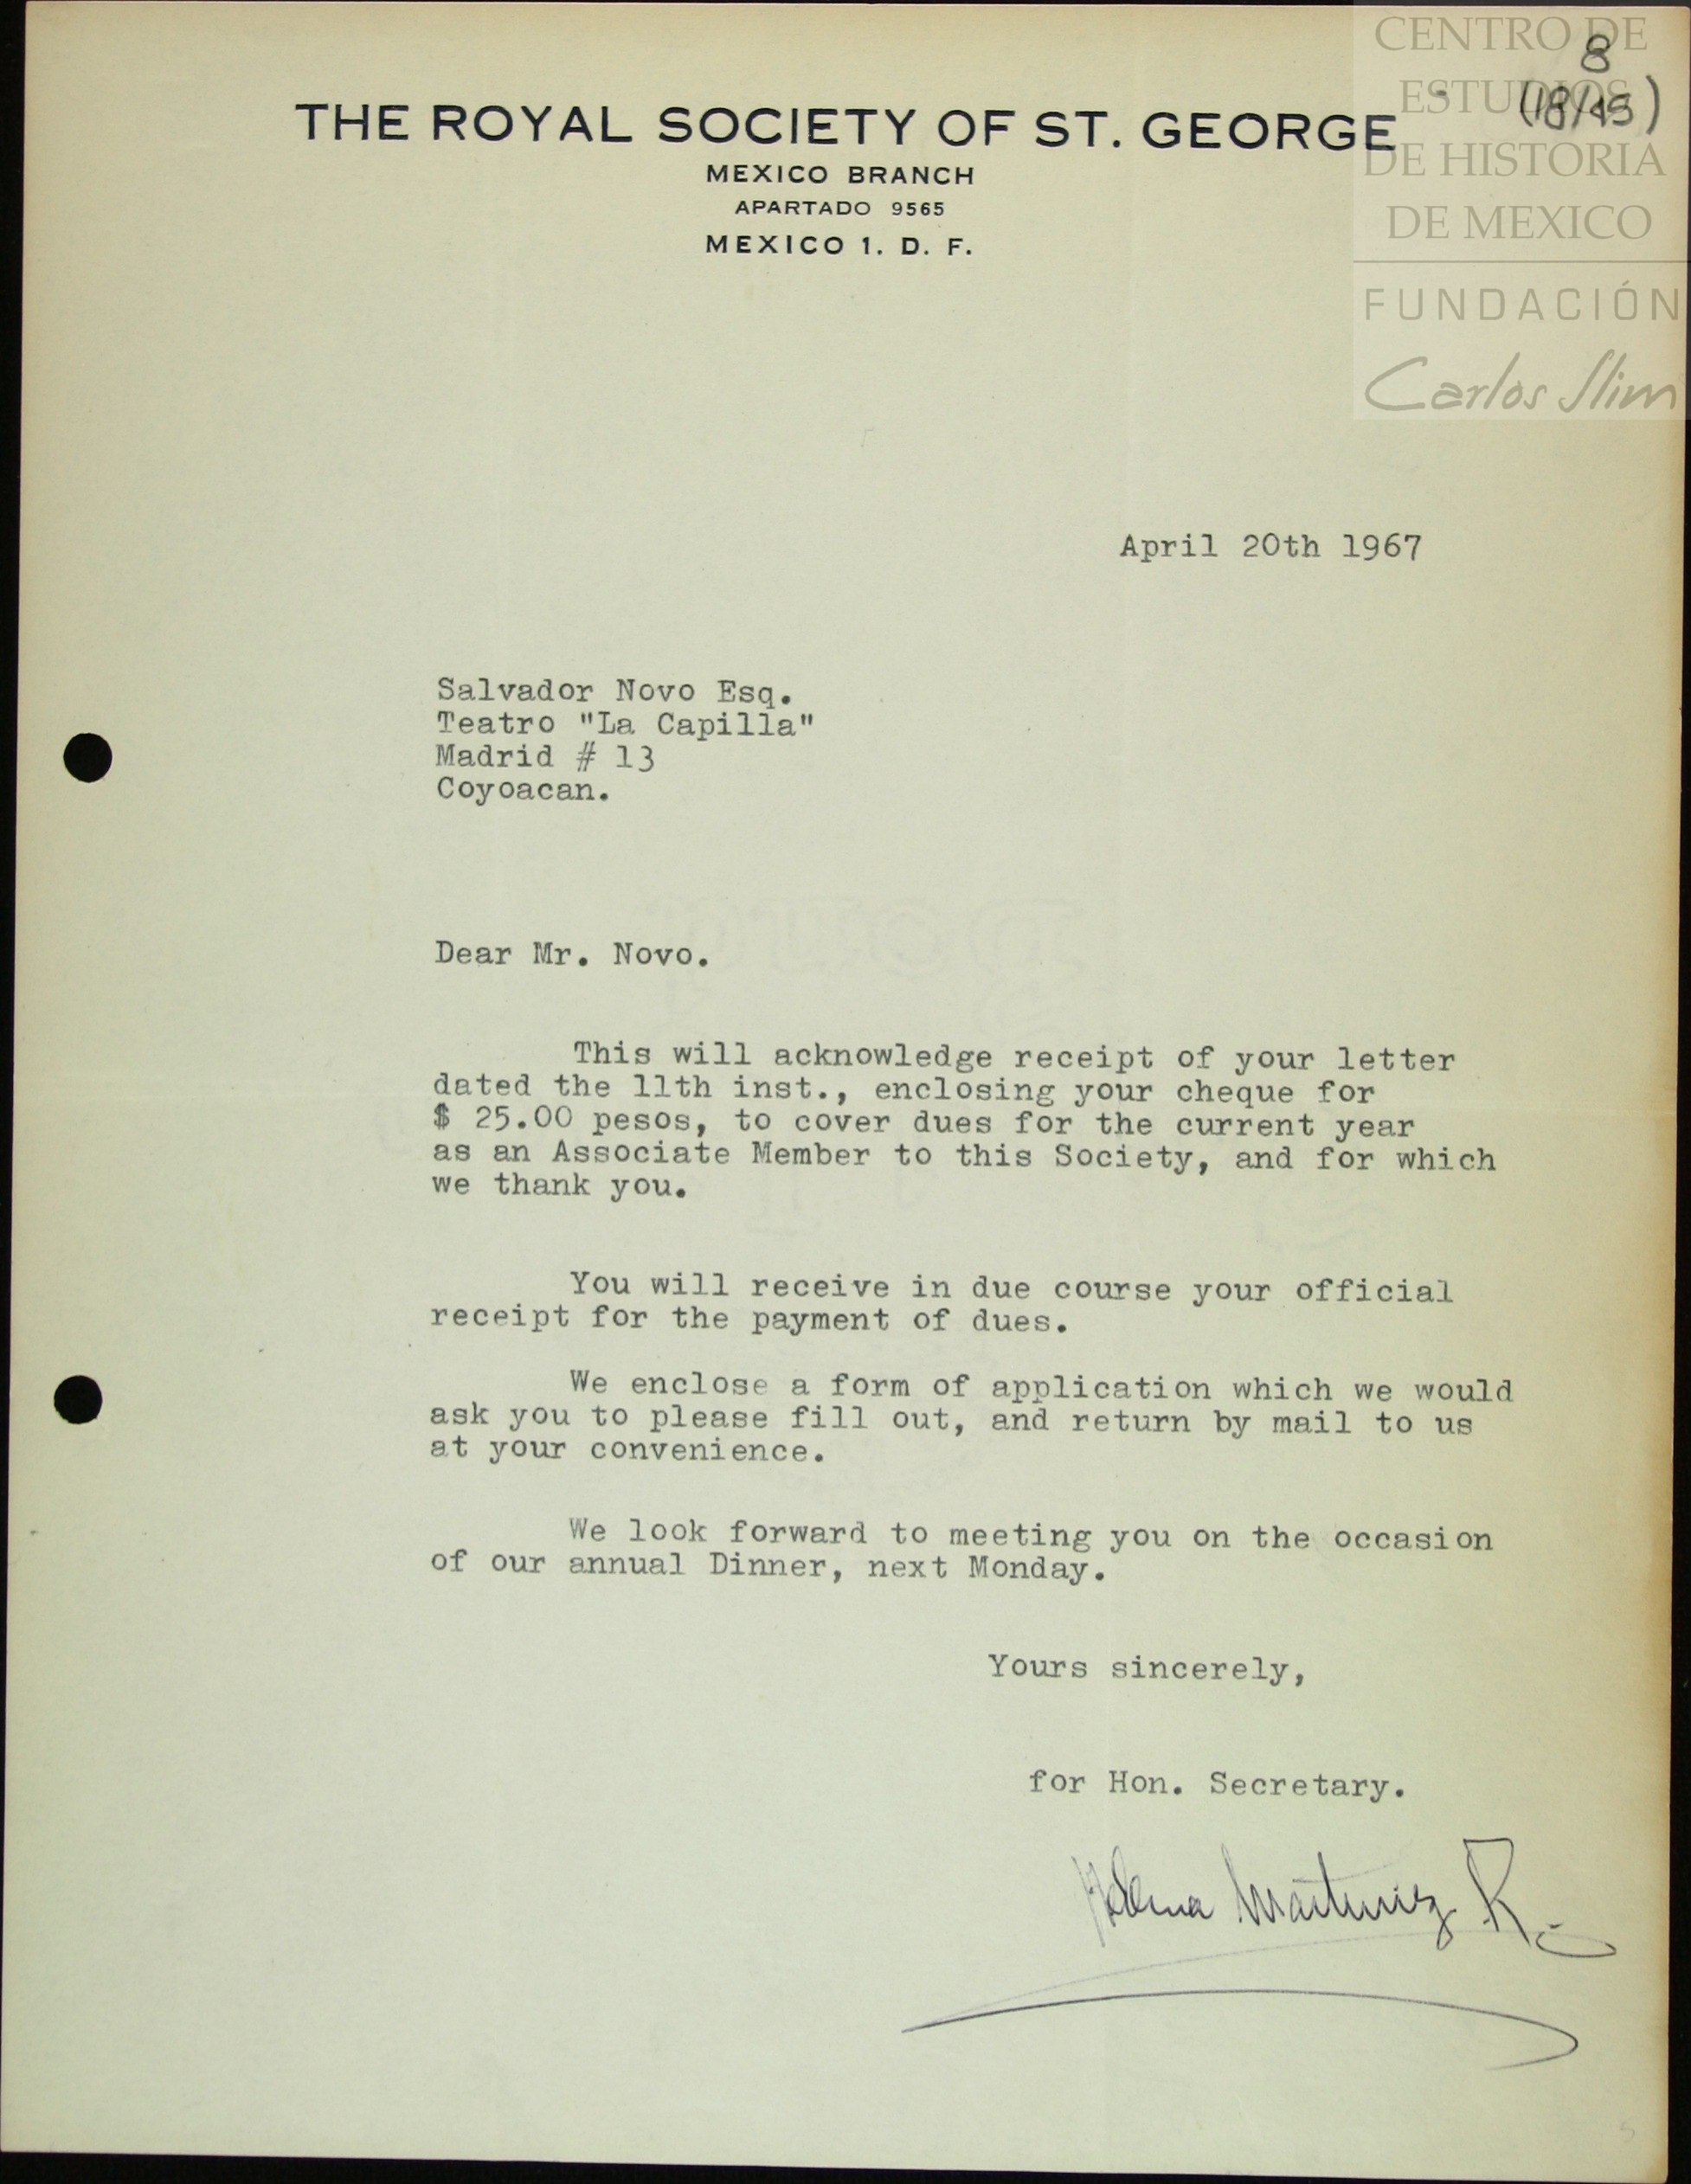 CENTRO DE
ESTUDIOS
DE HISTORIA
DE MEXICO
FUNDACIÓN
Carlos Slim
8
(18/45)
THE ROYAL SOCIETY OF ST. GEORGE
MEXICO BRANCH
APARTADO 9565
MEXICO 1. D. F.
April 20th 1967
Salvador Novo Esq.
Teatro "La Capilla"
Madrid # 13
Coyoacan.
Dear Mr. Novo.
This will acknowledge receipt of your letter
dated the 11th inst., enclosing your cheque for
$ 25.00 pesos, to cover dues for the current year
as an Associate Member to this Society, and for which
we thank you.
You will receive in due course your official
receipt for the payment of dues.
We enclose a form of application which we would
ask you to please fill out, and return by mail to us
at your convenience.
We look forward to meeting you on the occasion
of our annual Dinner, next Monday.
Yours sincerely,
for Hon. Secretary.
Martinez R.